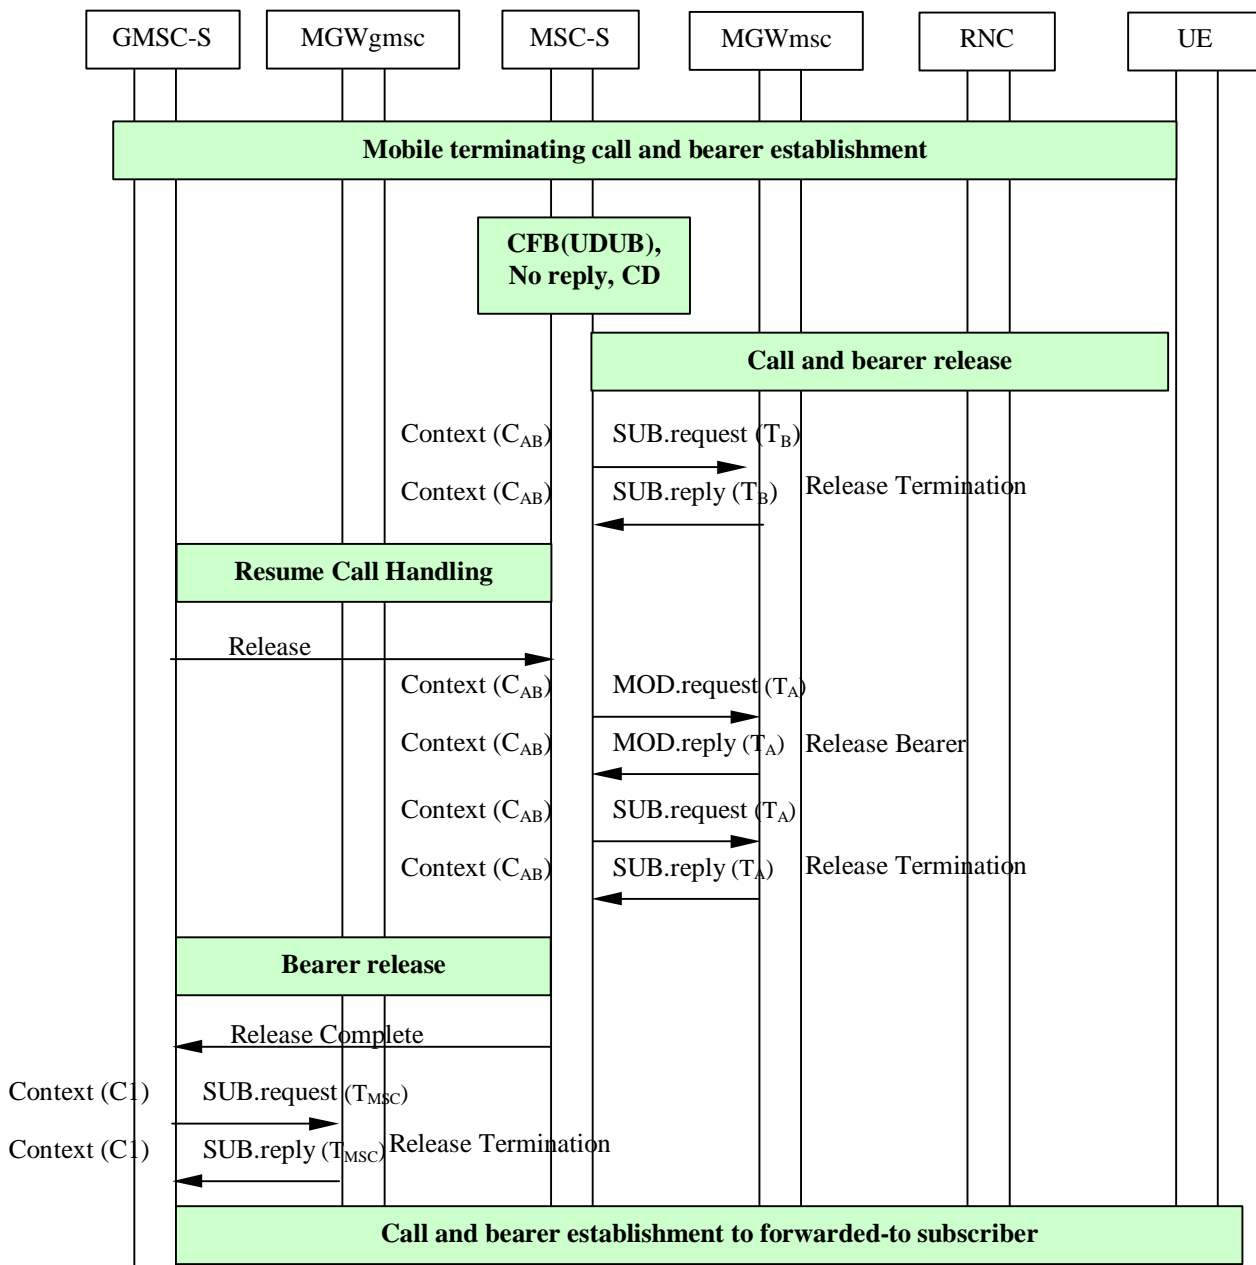 GMSC-S MGWgmsc MSC-S MGWmsc RNC UE
Mobile terminating call and bearer establishment
CFB(UDUB),
No reply, CD
Call and bearer release
Context (CAB) SUB.request (TB)
Context (CAB) SUB.reply (TB) Release Termination
Resume Call Handling
Release
Context (CAB) MOD.request (TA)
Context (CAB) MOD.reply (TA) Release Bearer
Context (CAB) SUB.request (TA)
Context (CAB) SUB.reply (TA) Release Termination
Bearer release
Release Complete
Context (C1) SUB.request (TMSC)
Context (C1) SUB.reply (TMSC) Release Termination
Call and bearer establishment to forwarded-to subscriber